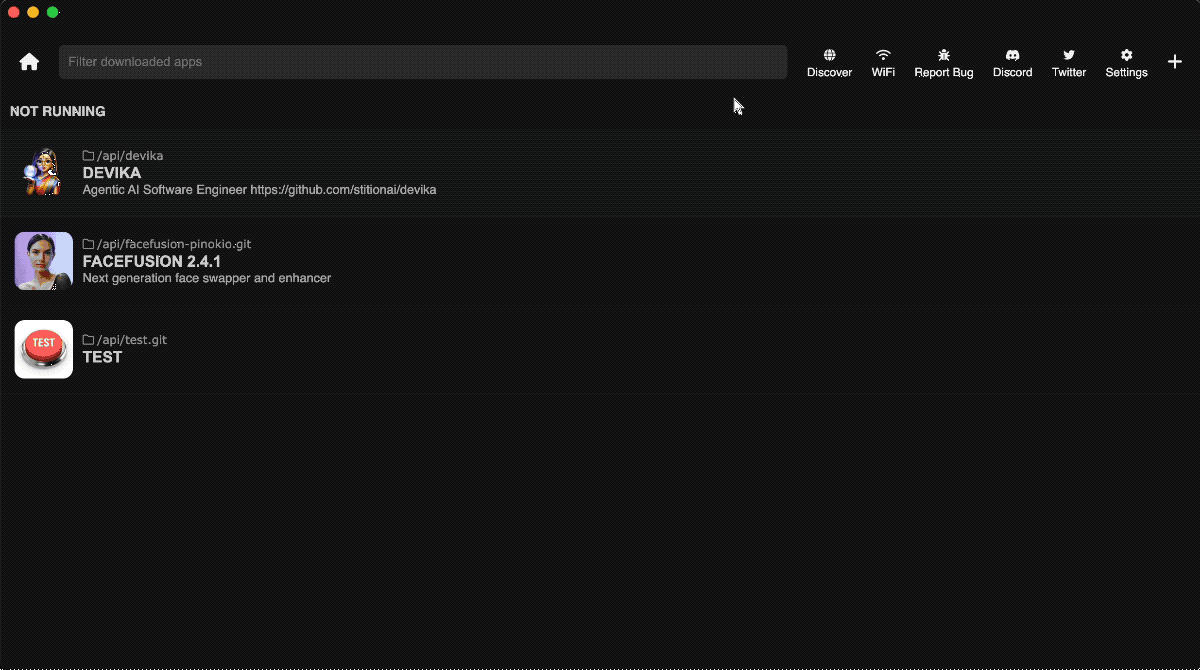 Filter downloaded apps
Discover
WiFi
Report Bug
Discord
Twitter
Settings
NOT RUNNING
/api/devika
DEVIKA
Agentic AI Software Engineer https://github.com/stitionai/devika
/api/facefusion-pinokio.git
FACEFUSION 2.4.1
Next generation face swapper and enhancer
TEST
/api/test.git
TEST